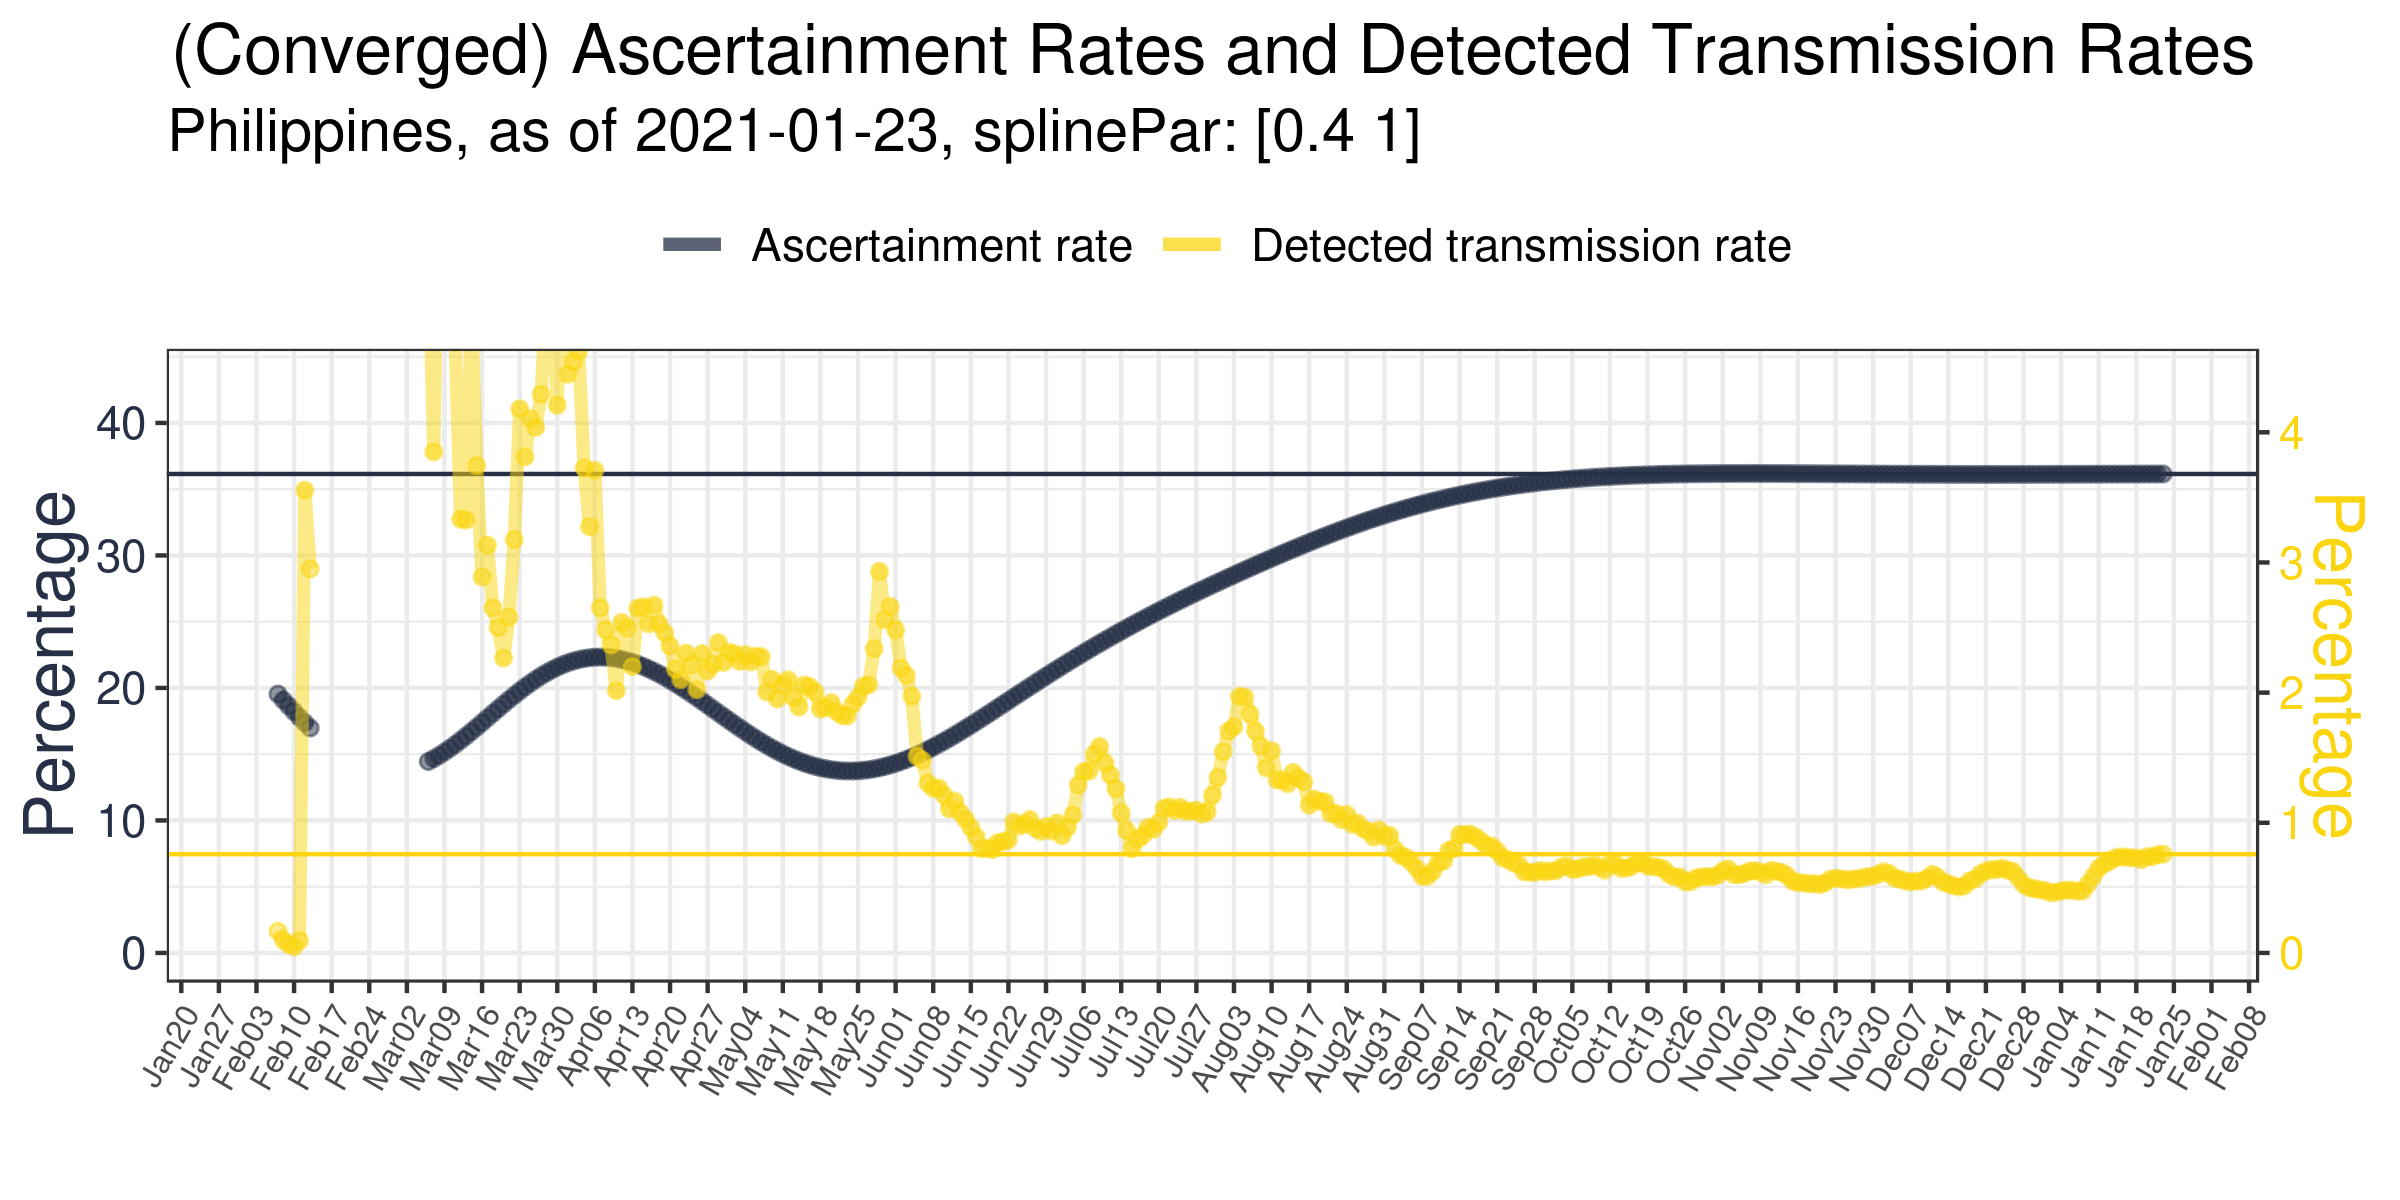 (Converged) Ascertainment Rates and Detected Transmission Rates
Philippines, as of 2021-01-23, splinePar: [0.4 1]
Ascertainment rate Detected transmission rate
Percentage
40
30
20
10
0
4
3
2
1
0
Percentage
Jan20 Jan27 Feb03 Feb10 Feb17 Feb24 Mar02 Mar09 Mar16 Mar23 Mar30 Apr06 Apr13 Apr20 Apr27 May04 May11 May18 May25 Jun01 Jun08 Jun15 Jun22 Jun29 Jul06 Jul13 Jul20 Jul27 Aug03 Aug10 Aug17 Aug24 Aug31 Sep07 Sep14 Sep21 Sep28 Oct05 Oct12 Oct19 Oct26 Nov02 Nov09 Nov16 Nov23 Nov30 Dec07 Dec14 Dec21 Dec28 Jan04 Jan11 Jan18 Jan25 Feb01 Feb08